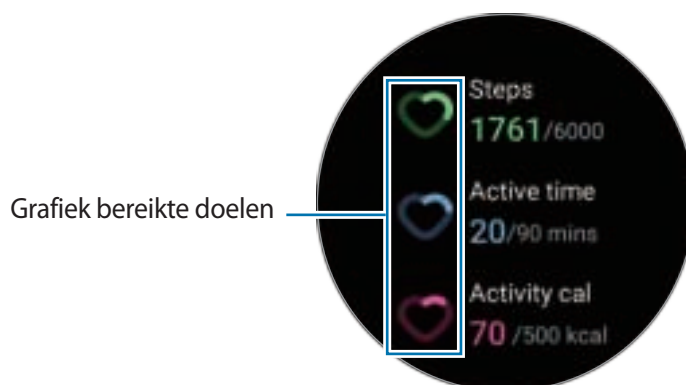 Grafiek bereikte doelen
Steps
1761/6000
Active time
20/90 mins
Activity cal
70 /500 kcal